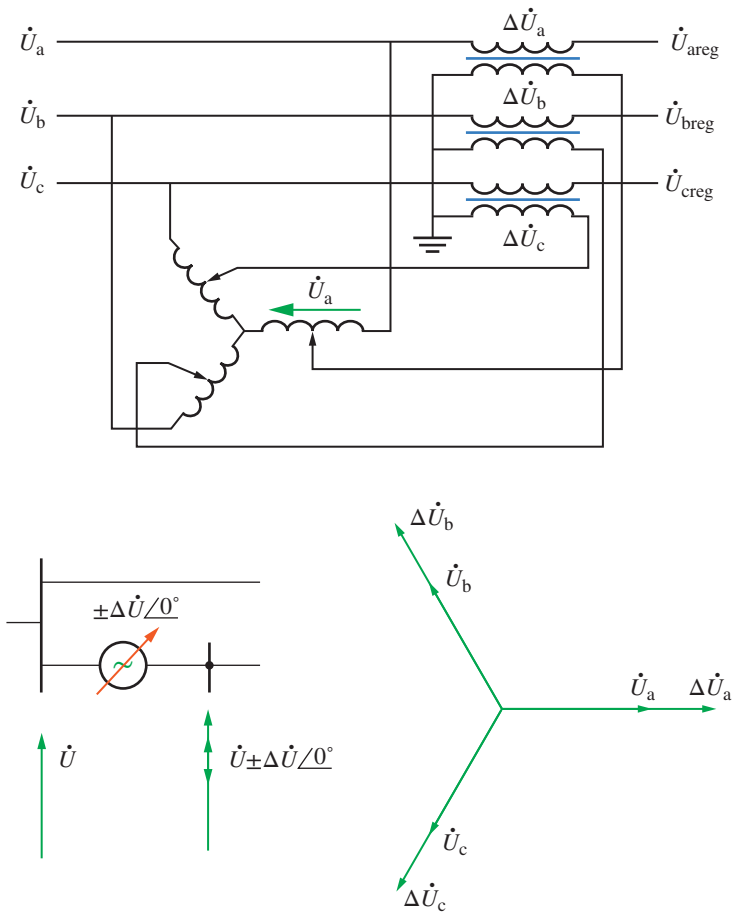 U̇a
ΔU̇a
U̇areg
U̇b
ΔU̇b
U̇breg
U̇c
U̇creg
ΔU̇c
U̇a
ΔU̇b
U̇b
±ΔU̇∠0°
~
U̇a
ΔU̇a
U̇
U̇±ΔU̇∠0°
U̇c
ΔU̇c